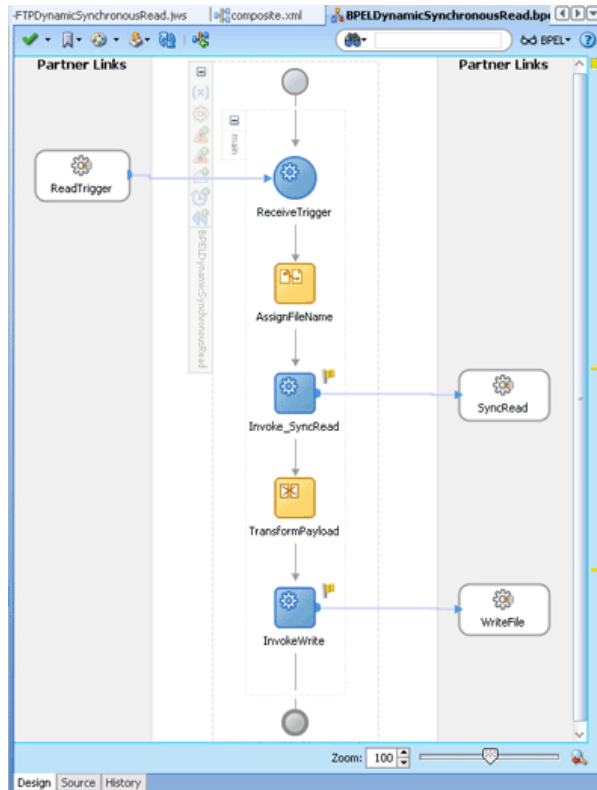 -FTPDynamicSynchronousRead.jws
composite.xml
BPELDynamicSynchronousRead.bpe
BPEL
Partner Links
Partner Links
(x)
main
ReadTrigger
ReceiveTrigger
BPELDynamicSynchronousRead
AssignFileName
Invoke_SyncRead
SyncRead
TransformPayload
InvokeWrite
WriteFile
Zoom: 100
Design Source History